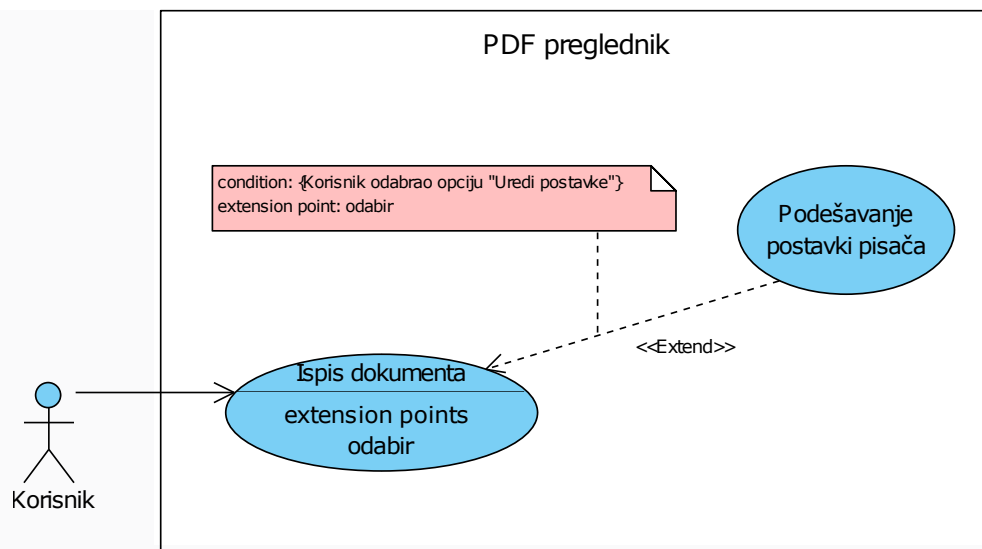 PDF preglednik
condition: {Korisnik odabrao opciju "Uredi postavke"}
extension point: odabir
Podešavanje
postavki pisača
<<Extend>>
Ispis dokumenta
extension points
odabir
Korisnik